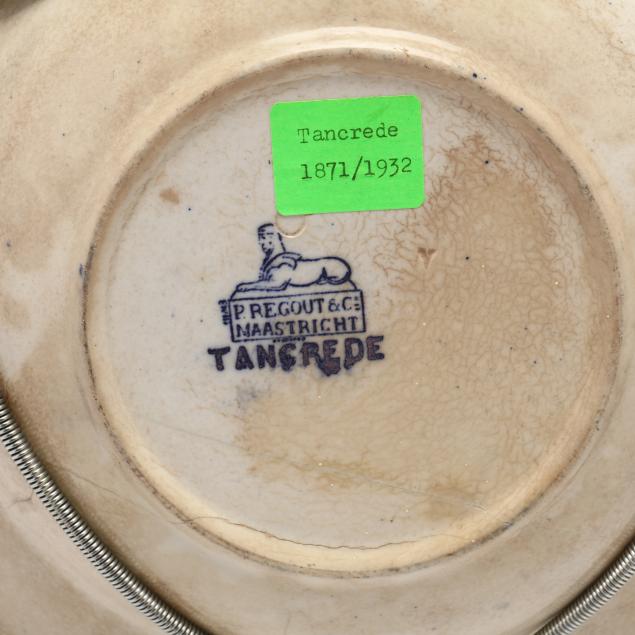 Tancrede
1871/1932
P. REGOUT & Co.
MAASTRICHT
TANCREDE